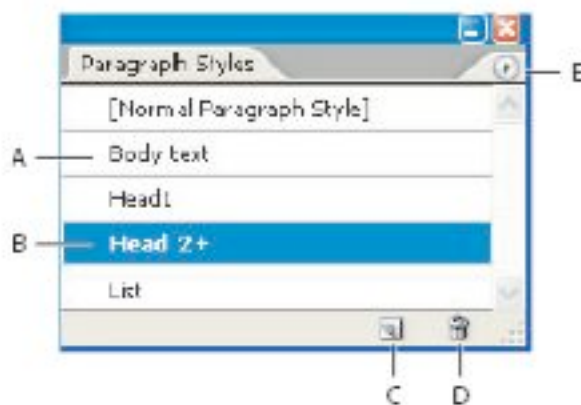 Paragraph Styles
E
[Normal Paragraph Style]
A
Body text
Head1
B
Head 2+
List
C
D